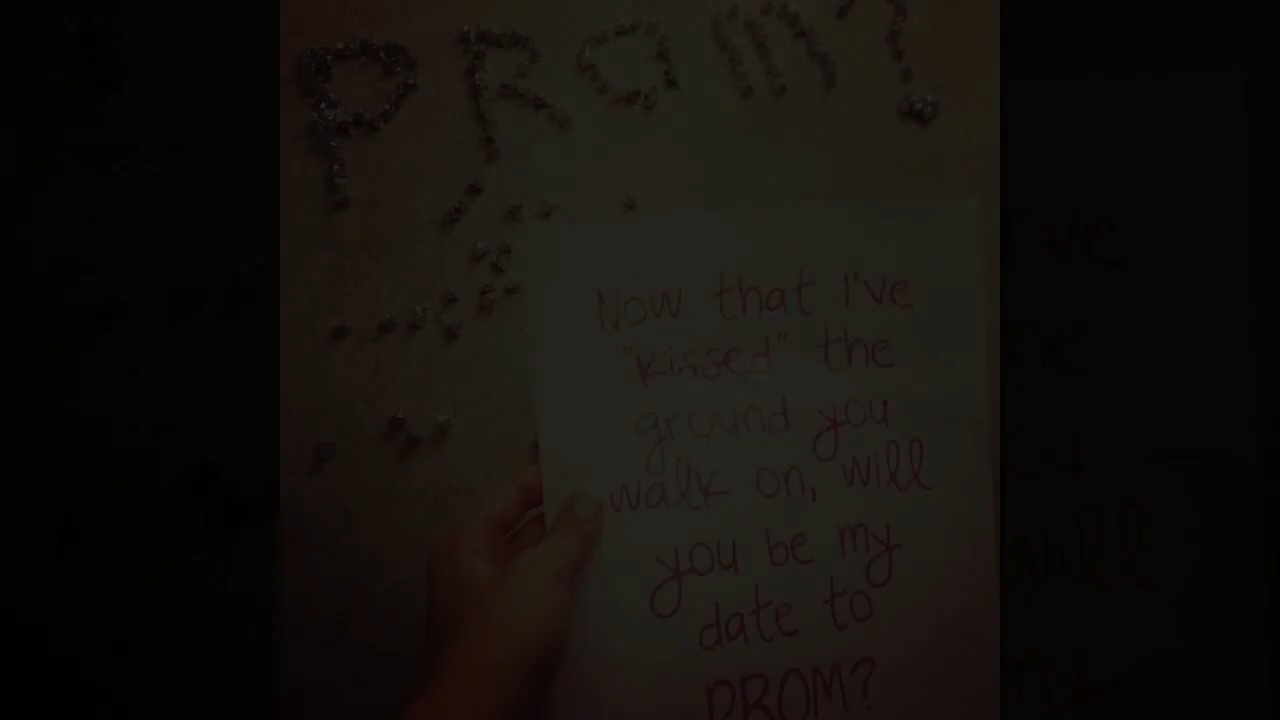 PROM?
Now that I've
"kissed" the
ground you
walk on, will
you be my
date to
PROM?